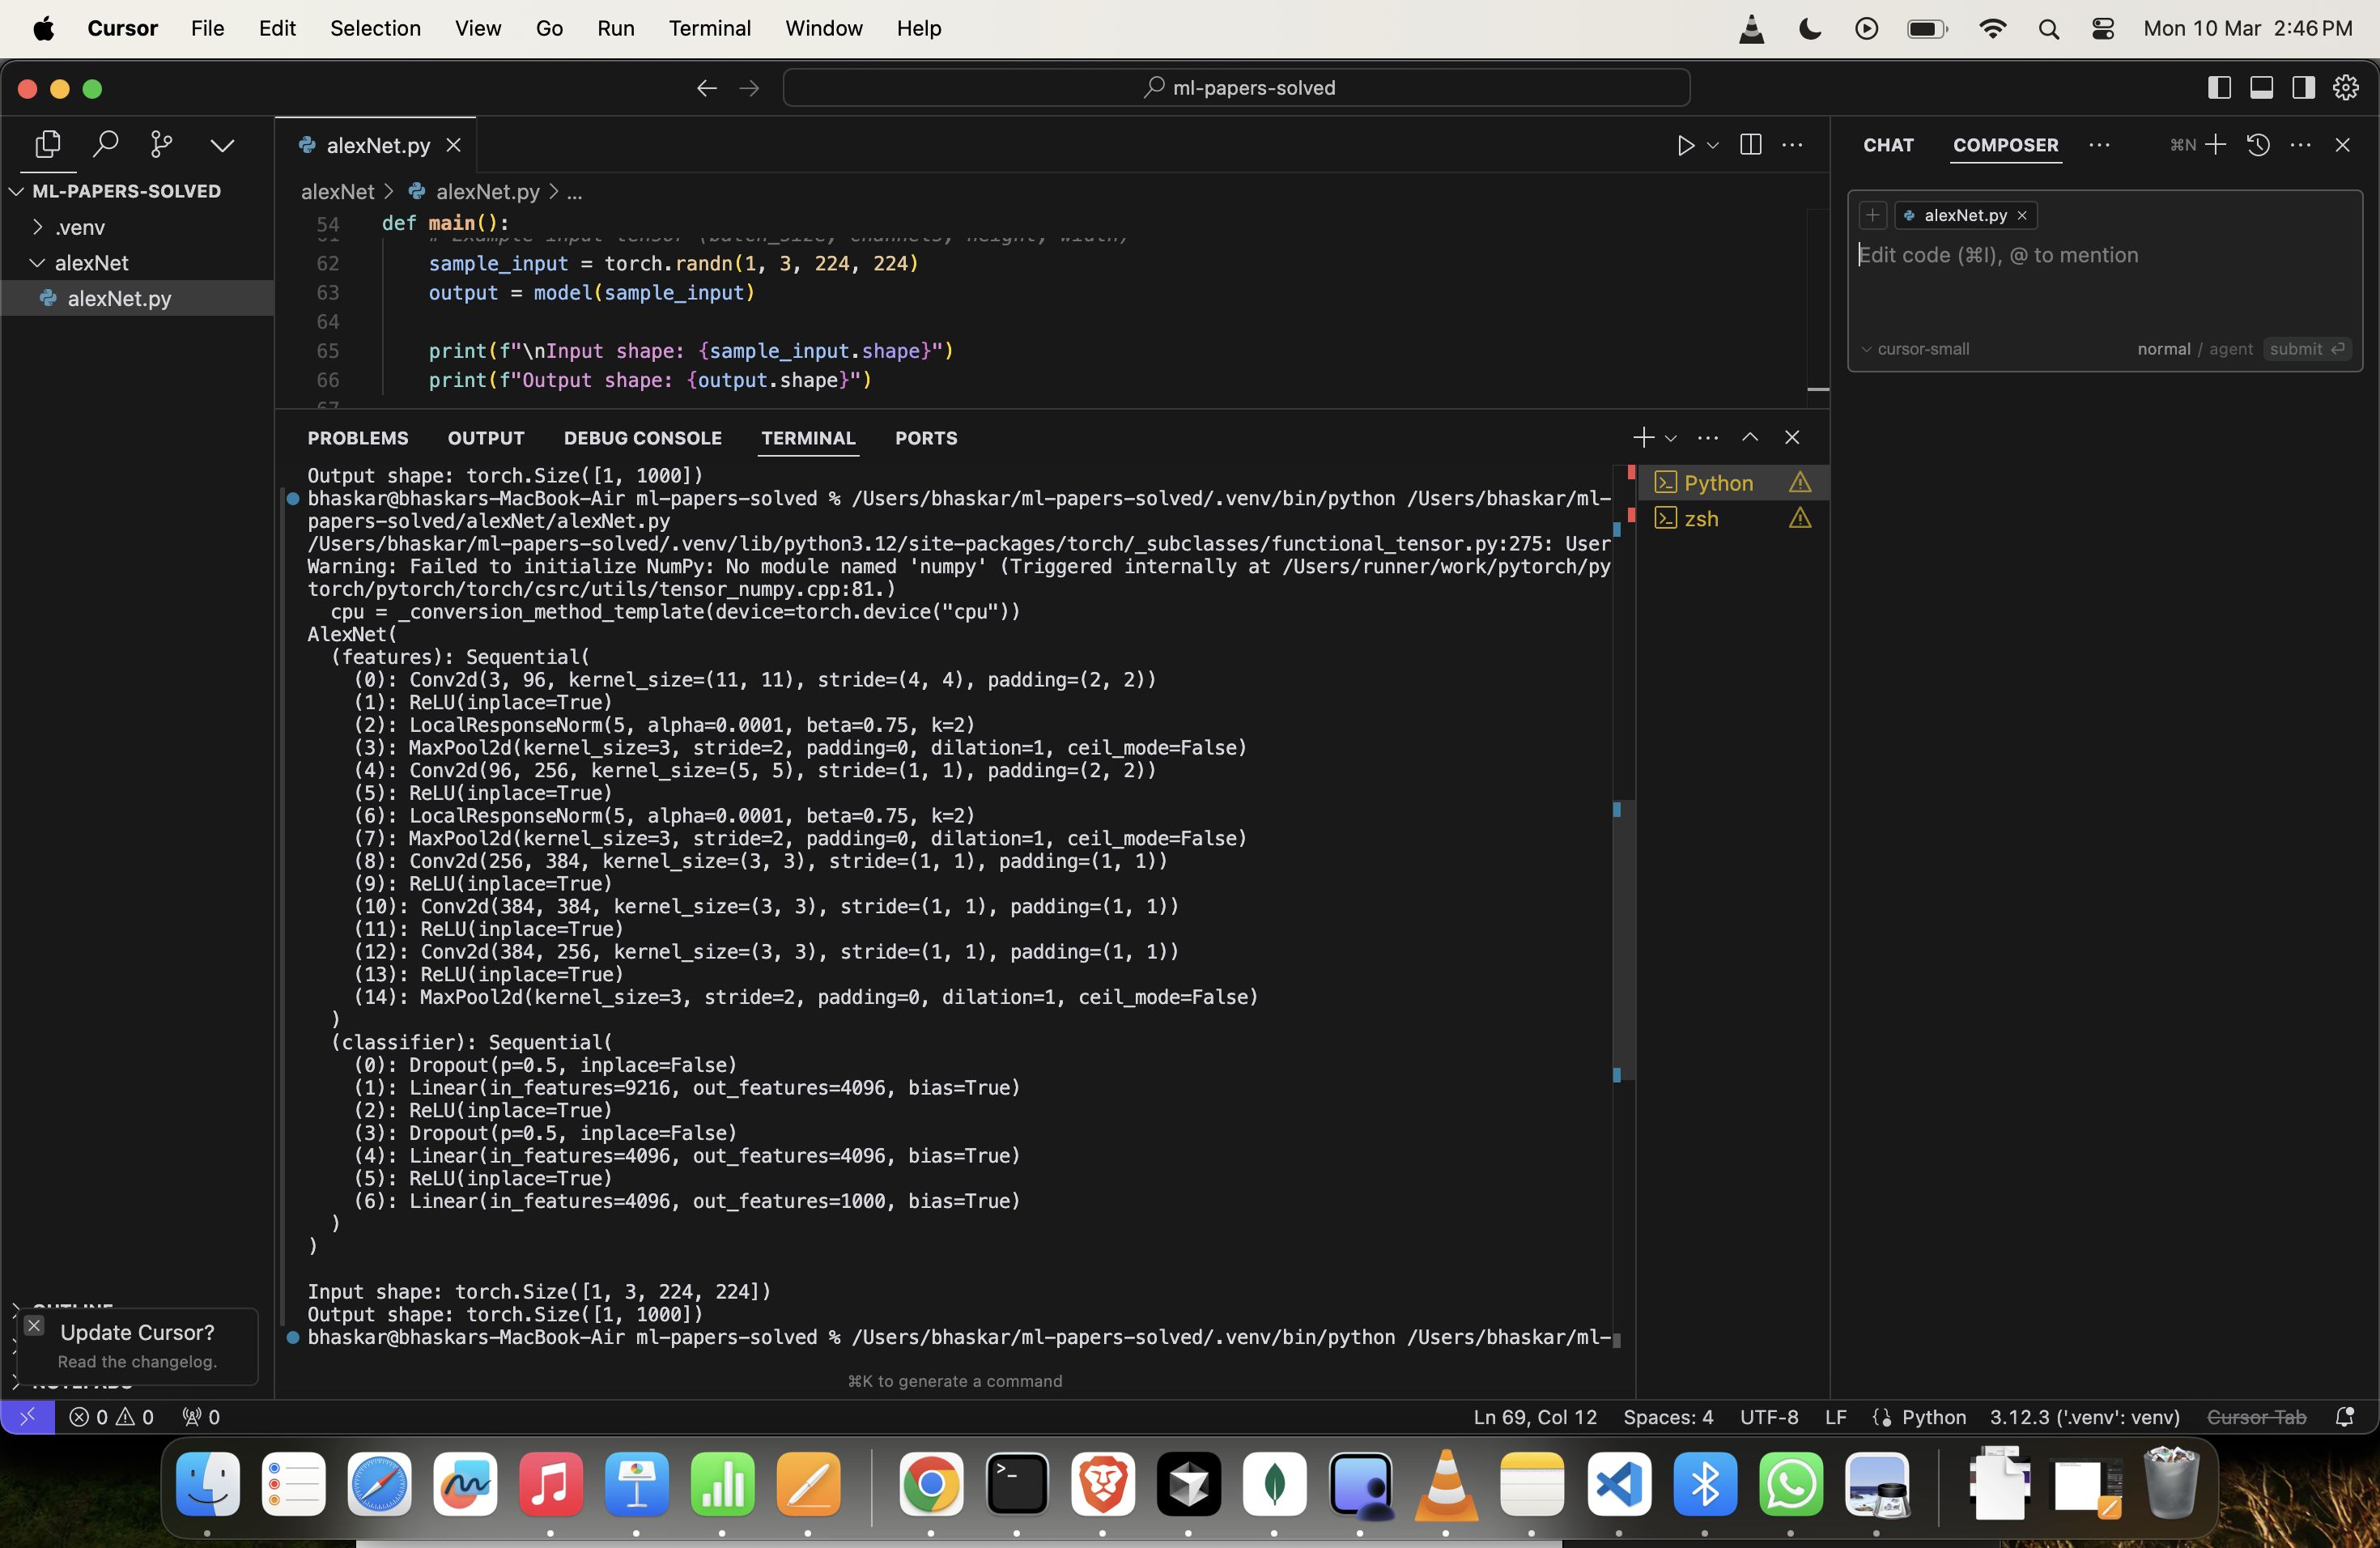 Cursor File Edit Selection View Go Run Terminal Window Help Mon 10 Mar 2:46 PM
ml-papers-solved
alexNet.py
CHAT COMPOSER ⌘N
ML-PAPERS-SOLVED
.venv
alexNet
alexNet.py
alexNet > alexNet.py > ...
54 def main():
61 # Example input tensor (batch_size, channels, height, width)
62 sample_input = torch.randn(1, 3, 224, 224)
63 output = model(sample_input)
64
65 print(f"\nInput shape: {sample_input.shape}")
66 print(f"Output shape: {output.shape}")
67
alexNet.py
Edit code (⌘I), @ to mention
cursor-small normal / agent submit
PROBLEMS OUTPUT DEBUG CONSOLE TERMINAL PORTS
Python
zsh
Output shape: torch.Size([1, 1000])
bhaskar@bhaskars-MacBook-Air ml-papers-solved % /Users/bhaskar/ml-papers-solved/.venv/bin/python /Users/bhaskar/ml-
papers-solved/alexNet/alexNet.py
/Users/bhaskar/ml-papers-solved/.venv/lib/python3.12/site-packages/torch/_subclasses/functional_tensor.py:275: User
Warning: Failed to initialize NumPy: No module named 'numpy' (Triggered internally at /Users/runner/work/pytorch/py
torch/pytorch/torch/csrc/utils/tensor_numpy.cpp:81.)
cpu = _conversion_method_template(device=torch.device("cpu"))
AlexNet(
(features): Sequential(
(0): Conv2d(3, 96, kernel_size=(11, 11), stride=(4, 4), padding=(2, 2))
(1): ReLU(inplace=True)
(2): LocalResponseNorm(5, alpha=0.0001, beta=0.75, k=2)
(3): MaxPool2d(kernel_size=3, stride=2, padding=0, dilation=1, ceil_mode=False)
(4): Conv2d(96, 256, kernel_size=(5, 5), stride=(1, 1), padding=(2, 2))
(5): ReLU(inplace=True)
(6): LocalResponseNorm(5, alpha=0.0001, beta=0.75, k=2)
(7): MaxPool2d(kernel_size=3, stride=2, padding=0, dilation=1, ceil_mode=False)
(8): Conv2d(256, 384, kernel_size=(3, 3), stride=(1, 1), padding=(1, 1))
(9): ReLU(inplace=True)
(10): Conv2d(384, 384, kernel_size=(3, 3), stride=(1, 1), padding=(1, 1))
(11): ReLU(inplace=True)
(12): Conv2d(384, 256, kernel_size=(3, 3), stride=(1, 1), padding=(1, 1))
(13): ReLU(inplace=True)
(14): MaxPool2d(kernel_size=3, stride=2, padding=0, dilation=1, ceil_mode=False)
)
(classifier): Sequential(
(0): Dropout(p=0.5, inplace=False)
(1): Linear(in_features=9216, out_features=4096, bias=True)
(2): ReLU(inplace=True)
(3): Dropout(p=0.5, inplace=False)
(4): Linear(in_features=4096, out_features=4096, bias=True)
(5): ReLU(inplace=True)
(6): Linear(in_features=4096, out_features=1000, bias=True)
)
)
Input shape: torch.Size([1, 3, 224, 224])
Output shape: torch.Size([1, 1000])
bhaskar@bhaskars-MacBook-Air ml-papers-solved % /Users/bhaskar/ml-papers-solved/.venv/bin/python /Users/bhaskar/ml-
⌘K to generate a command
OUTLINE
Update Cursor?
Read the changelog.
NOTEPADS
0 0 0 Ln 69, Col 12 Spaces: 4 UTF-8 LF Python 3.12.3 ('.venv': venv) Cursor Tab